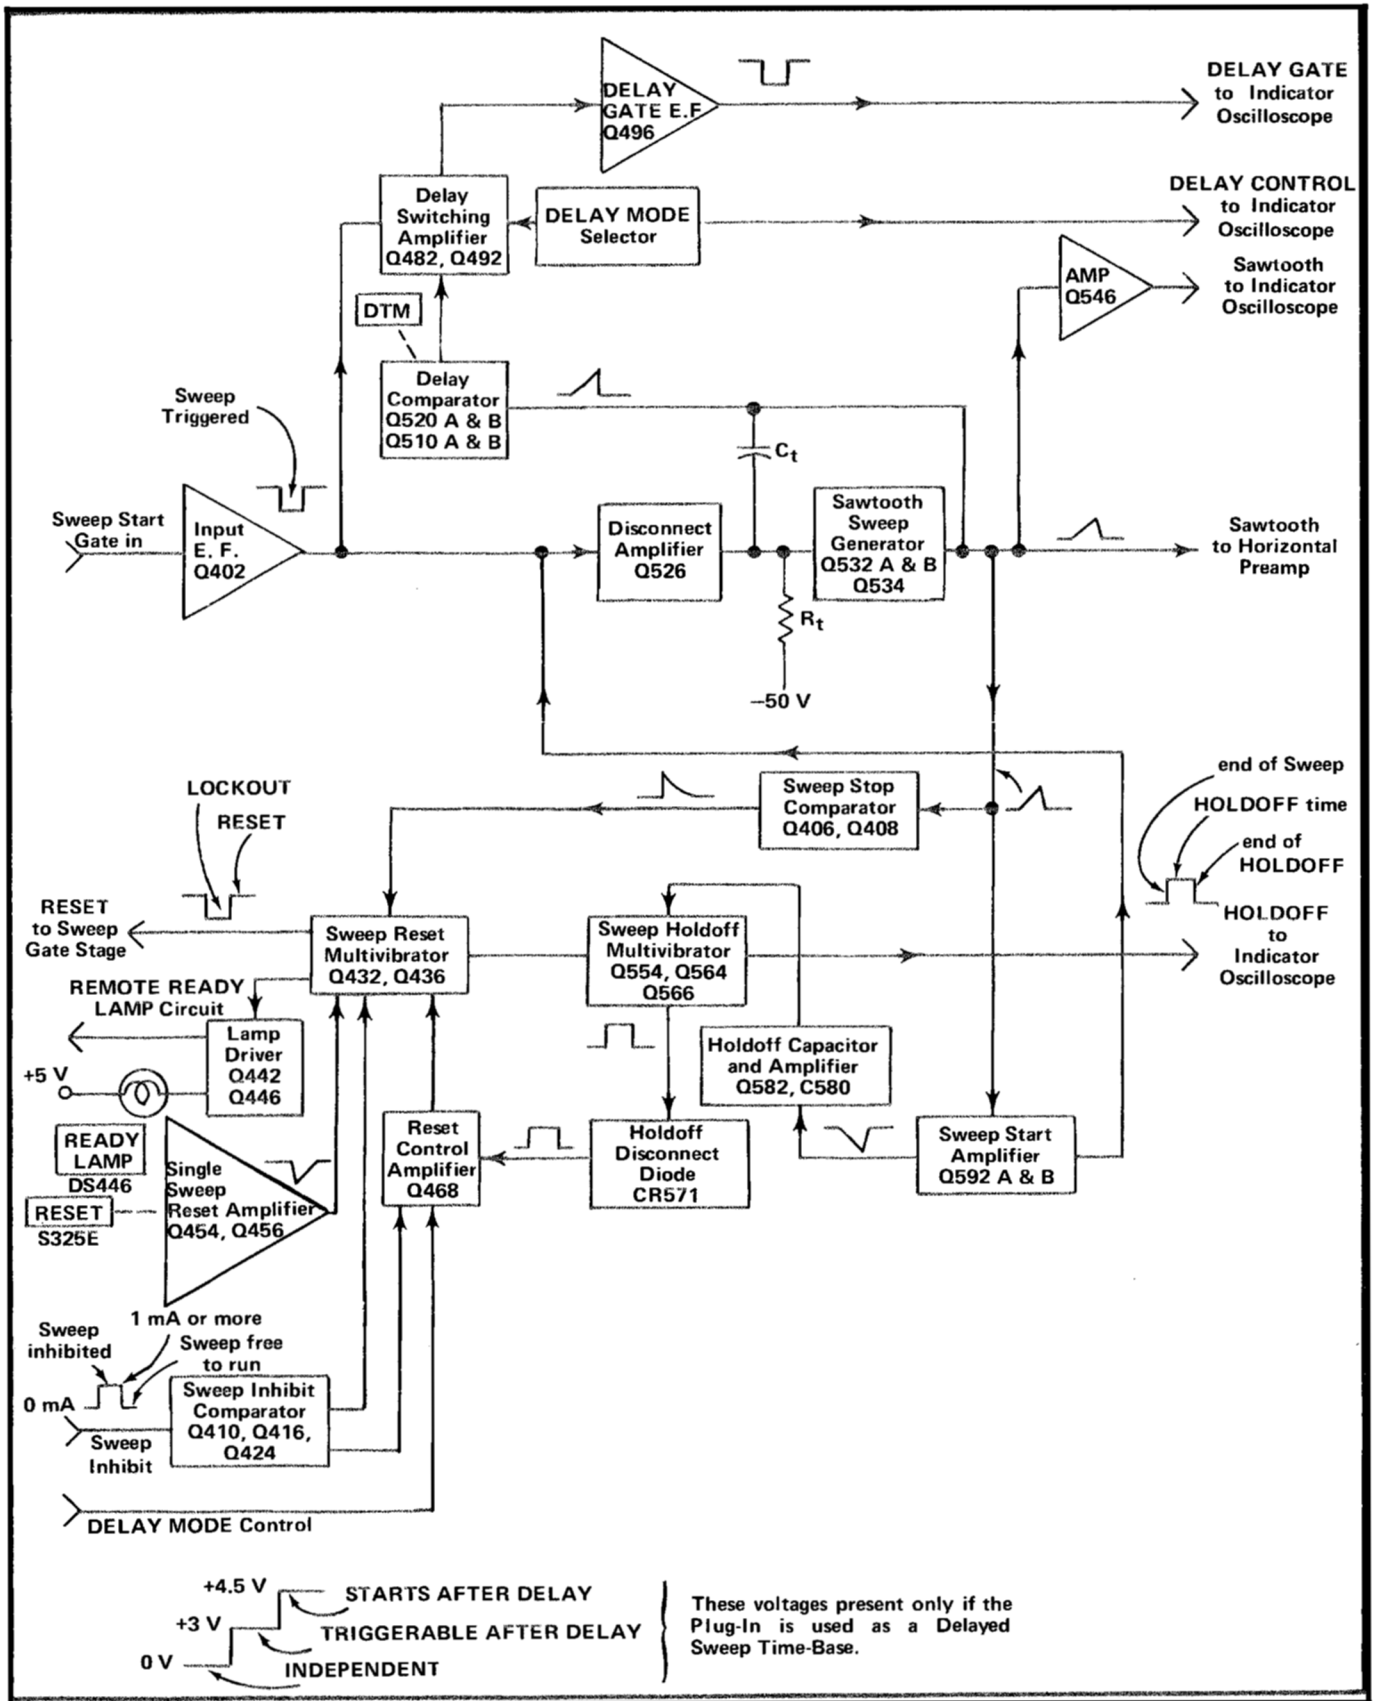 DELAY
GATE E.F
Q496
DELAY GATE
to Indicator
Oscilloscope
Delay
Switching
Amplifier
Q482, Q492
DELAY MODE
Selector
DELAY CONTROL
to Indicator
Oscilloscope
AMP
Q546
Sawtooth
to Indicator
Oscilloscope
DTM
Delay
Comparator
Q520 A & B
Q510 A & B
Sweep
Triggered
Ct
Sweep Start
Gate in
Input
E. F.
Q402
Disconnect
Amplifier
Q526
Sawtooth
Sweep
Generator
Q532 A & B
Q534
Sawtooth
to Horizontal
Preamp
Rt
−50 V
LOCKOUT
RESET
Sweep Stop
Comparator
Q406, Q408
end of Sweep
HOLDOFF time
end of
HOLDOFF
RESET
to Sweep
Gate Stage
Sweep Reset
Multivibrator
Q432, Q436
Sweep Holdoff
Multivibrator
Q554, Q564
Q566
HOLDOFF
to
Indicator
Oscilloscope
REMOTE READY
LAMP Circuit
Lamp
Driver
Q442
Q446
+5 V
Holdoff Capacitor
and Amplifier
Q582, C580
READY
LAMP
DS446
RESET
S325E
Single
Sweep
Reset Amplifier
Q454, Q456
Reset
Control
Amplifier
Q468
Holdoff
Disconnect
Diode
CR571
Sweep Start
Amplifier
Q592 A & B
1 mA or more
Sweep
inhibited
Sweep free
to run
0 mA
Sweep Inhibit
Comparator
Q410, Q416,
Q424
Sweep
Inhibit
DELAY MODE Control
+4.5 V
STARTS AFTER DELAY
+3 V
TRIGGERABLE AFTER DELAY
0 V
INDEPENDENT
These voltages present only if the
Plug-In is used as a Delayed
Sweep Time-Base.